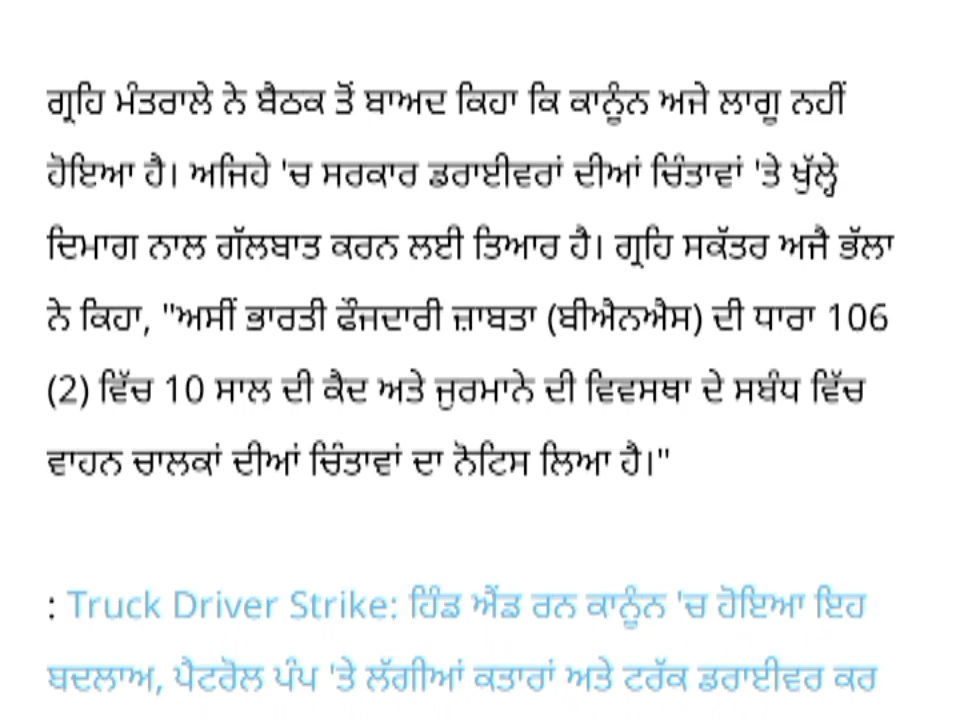 ਗ੍ਰਹਿ ਮੰਤਰਾਲੇ ਨੇ ਬੈਠਕ ਤੋਂ ਬਾਅਦ ਕਿਹਾ ਕਿ ਕਾਨੂੰਨ ਅਜੇ ਲਾਗੂ ਨਹੀਂ
ਹੋਇਆ ਹੈ। ਅਜਿਹੇ 'ਚ ਸਰਕਾਰ ਡਰਾਈਵਰਾਂ ਦੀਆਂ ਚਿੰਤਾਵਾਂ 'ਤੇ ਖੁੱਲ੍ਹੇ
ਦਿਮਾਗ ਨਾਲ ਗੱਲਬਾਤ ਕਰਨ ਲਈ ਤਿਆਰ ਹੈ। ਗ੍ਰਹਿ ਸਕੱਤਰ ਅਜੈ ਭੱਲਾ
ਨੇ ਕਿਹਾ, "ਅਸੀਂ ਭਾਰਤੀ ਫੌਜਦਾਰੀ ਜ਼ਾਬਤਾ (ਬੀਐਨਐਸ) ਦੀ ਧਾਰਾ 106
(2) ਵਿੱਚ 10 ਸਾਲ ਦੀ ਕੈਦ ਅਤੇ ਜੁਰਮਾਨੇ ਦੀ ਵਿਵਸਥਾ ਦੇ ਸਬੰਧ ਵਿੱਚ
ਵਾਹਨ ਚਾਲਕਾਂ ਦੀਆਂ ਚਿੰਤਾਵਾਂ ਦਾ ਨੋਟਿਸ ਲਿਆ ਹੈ।"
: Truck Driver Strike: ਹਿੰਡ ਐਂਡ ਰਨ ਕਾਨੂੰਨ 'ਚ ਹੋਇਆ ਇਹ
ਬਦਲਾਅ, ਪੈਟਰੋਲ ਪੰਪ 'ਤੇ ਲੱਗੀਆਂ ਕਤਾਰਾਂ ਅਤੇ ਟਰੱਕ ਡਰਾਈਵਰ ਕਰ